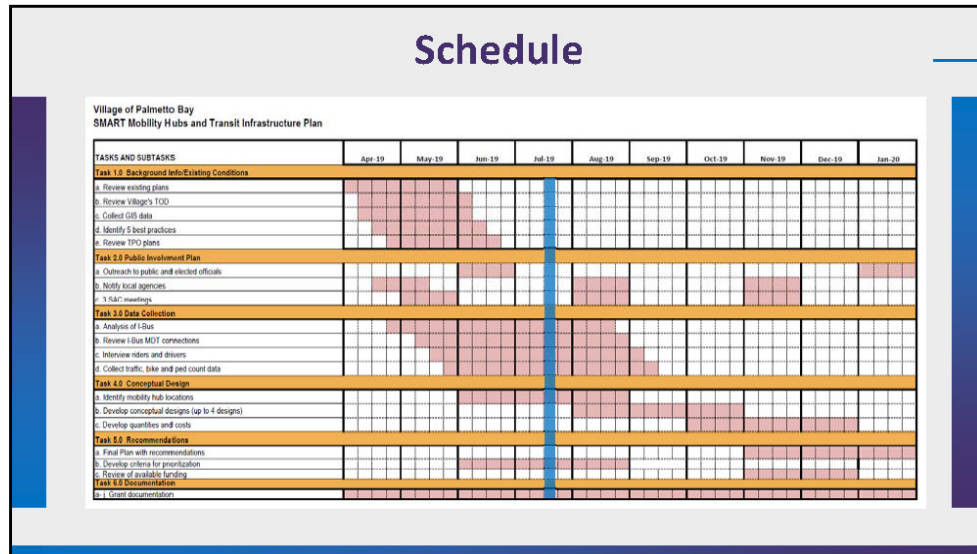 Schedule
Village of Palmetto Bay
SMART Mobility Hubs and Transit Infrastructure Plan
TASKS AND SUBTASKS Apr-19 May-19 Jun-19 Jul-19 Aug-19 Sep-19 Oct-19 Nov-19 Dec-19 Jan-20
Task 1.0 Background Info/Existing Conditions
a. Review existing plans
b. Review Village's TOD
c. Collect GIS data
d. Identify 5 best practices
e. Review TPO plans
Task 2.0 Public Involvment Plan
a. Outreach to public and elected officials
b. Notify local agencies
c. 3 SAC meetings
Task 3.0 Data Collection
a. Analysis of I-Bus
b. Review I-Bus MDT connections
c. Interview riders and drivers
d. Collect traffic, bike and ped count data
Task 4.0 Conceptual Design
a. Identify mobility hub locations
b. Develop conceptual designs (up to 4 designs)
c. Develop quantities and costs
Task 5.0 Recommendations
a. Final Plan with recommendations
b. Develop criteria for prioritization
c. Review of available funding
Task 6.0 Documentation
a- j Grant documentation